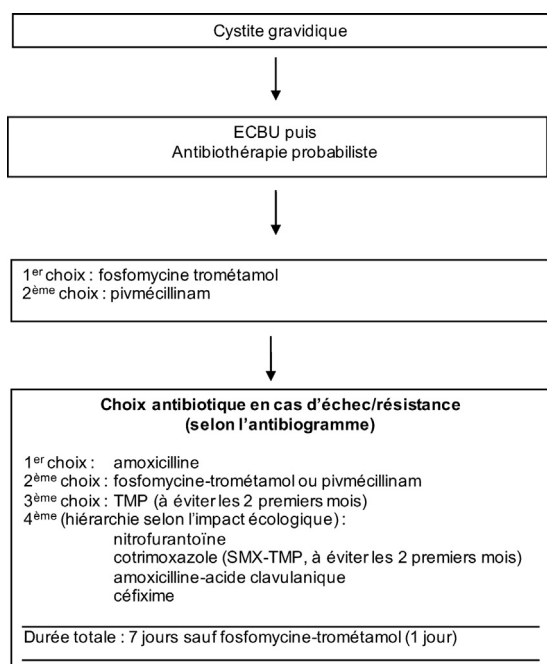 Cystite gravidique
ECBU puis
Antibiothérapie probabiliste
1er choix : fosfomycine trométamol
2ème choix : pivmécillinam
Choix antibiotique en cas d'échec/résistance
(selon l'antibiogramme)
1er choix : amoxicilline
2ème choix : fosfomycine-trométamol ou pivmécillinam
3ème choix : TMP (à éviter les 2 premiers mois)
4ème (hiérarchie selon l'impact écologique) :
nitrofurantoïne
cotrimoxazole (SMX-TMP, à éviter les 2 premiers mois)
amoxicilline-acide clavulanique
céfixime
Durée totale : 7 jours sauf fosfomycine-trométamol (1 jour)